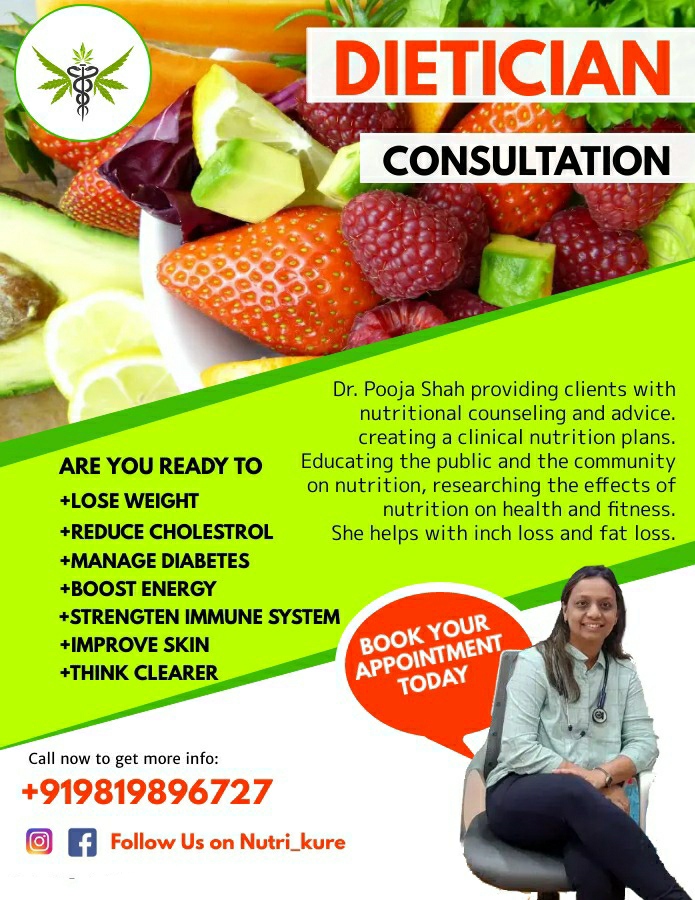 DIETICIAN
CONSULTATION
Dr. Pooja Shah providing clients with
nutritional counseling and advice.
creating a clinical nutrition plans.
Educating the public and the community
on nutrition, researching the effects of
nutrition on health and fitness.
She helps with inch loss and fat loss.
ARE YOU READY TO
+LOSE WEIGHT
+REDUCE CHOLESTROL
+MANAGE DIABETES
+BOOST ENERGY
+STRENGTEN IMMUNE SYSTEM
+IMPROVE SKIN
+THINK CLEARER
BOOK YOUR
APPOINTMENT
TODAY
Call now to get more info:
+919819896727
Follow Us on Nutri_kure